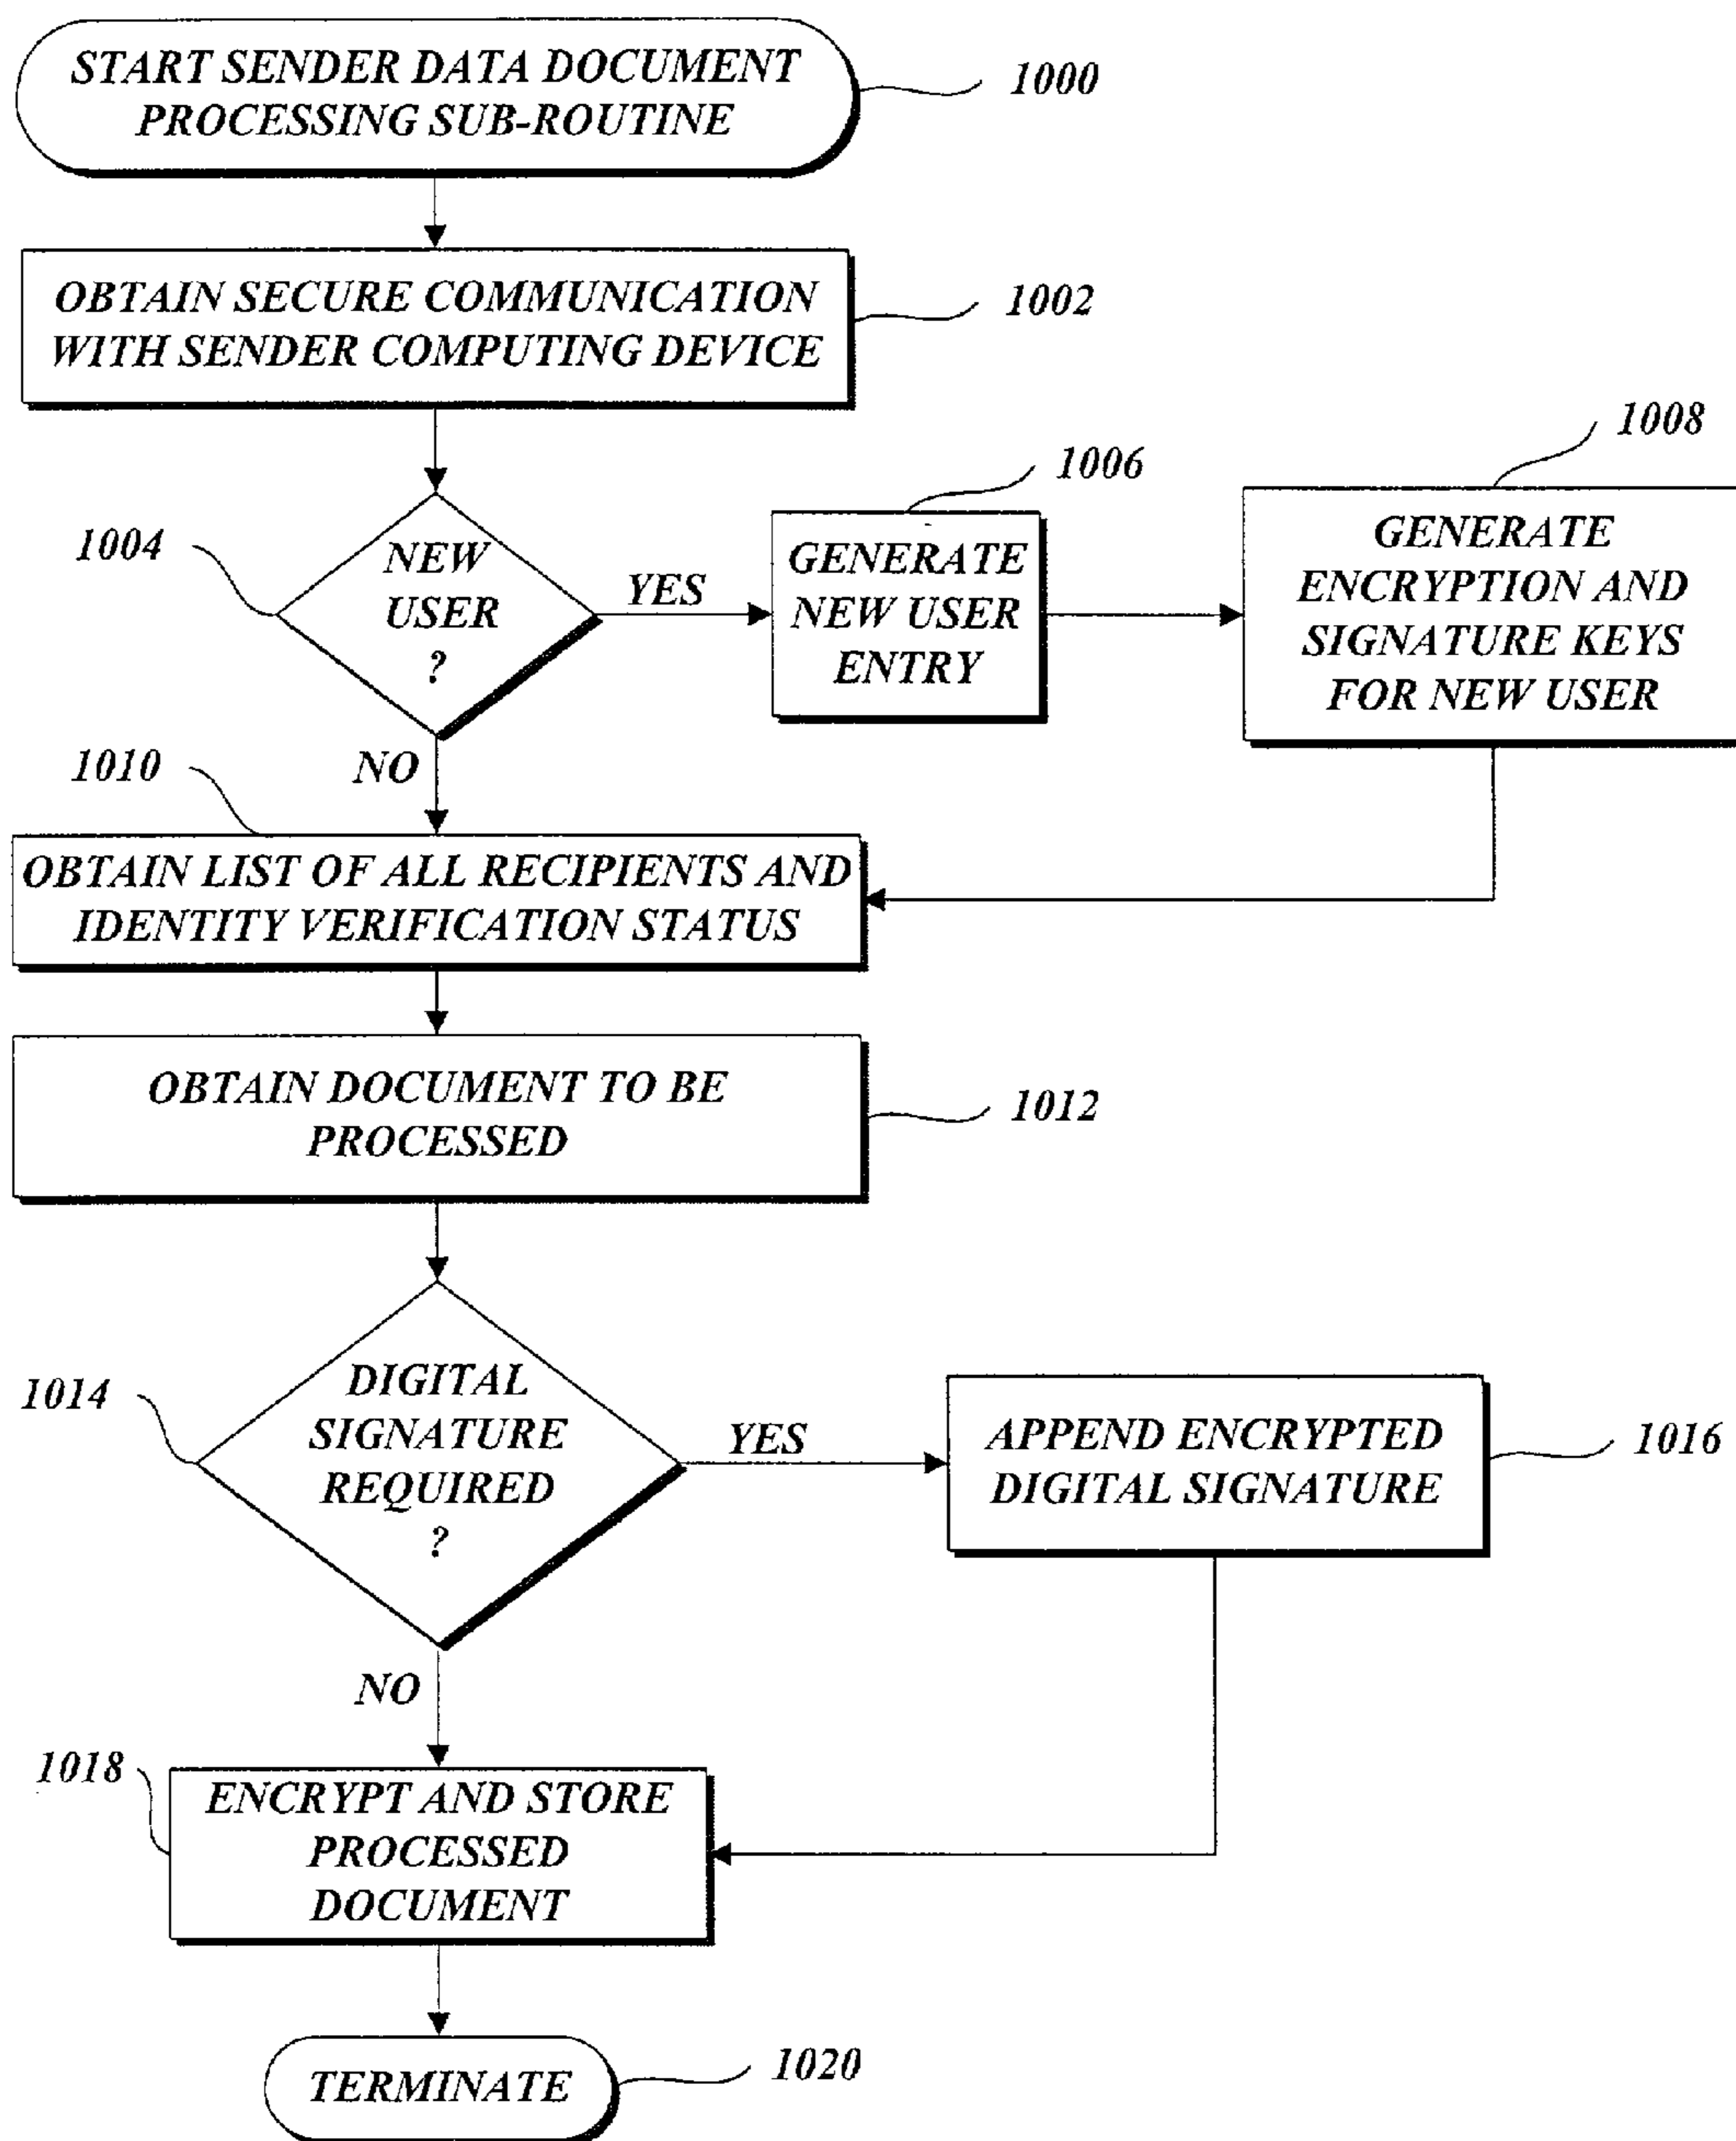 START SENDER DATA DOCUMENT
PROCESSING SUB-ROUTINE
1000
OBTAIN SECURE COMMUNICATION
WITH SENDER COMPUTING DEVICE
1002
1004
NEW
USER
?
YES
1006
GENERATE
NEW USER
ENTRY
1008
GENERATE
ENCRYPTION AND
SIGNATURE KEYS
FOR NEW USER
NO
1010
OBTAIN LIST OF ALL RECIPIENTS AND
IDENTITY VERIFICATION STATUS
OBTAIN DOCUMENT TO BE
PROCESSED
1012
1014
DIGITAL
SIGNATURE
REQUIRED
?
YES
APPEND ENCRYPTED
DIGITAL SIGNATURE
1016
NO
1018
ENCRYPT AND STORE
PROCESSED
DOCUMENT
TERMINATE
1020